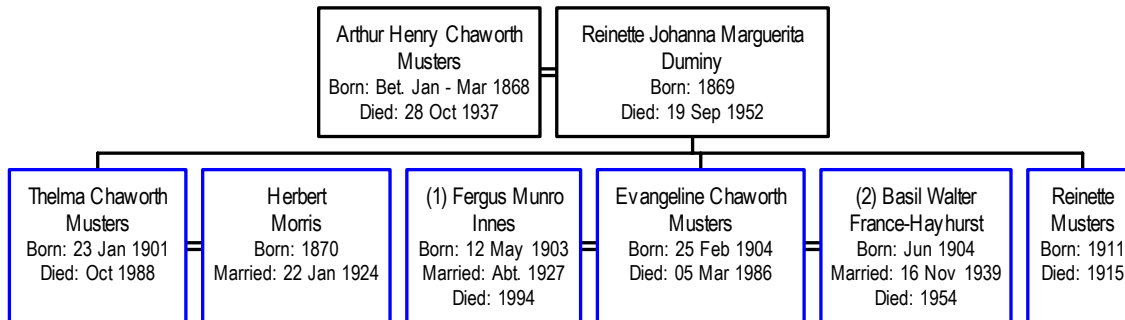 Arthur Henry Chaworth
Musters
Born: Bet. Jan - Mar 1868
Died: 28 Oct 1937
Reinette Johanna Marguerita
Duminy
Born: 1869
Died: 19 Sep 1952
Thelma Chaworth
Musters
Born: 23 Jan 1901
Died: Oct 1988
Herbert
Morris
Born: 1870
Married: 22 Jan 1924
(1) Fergus Munro
Innes
Born: 12 May 1903
Married: Abt. 1927
Died: 1994
Evangeline Chaworth
Musters
Born: 25 Feb 1904
Died: 05 Mar 1986
(2) Basil Walter
France-Hayhurst
Born: Jun 1904
Married: 16 Nov 1939
Died: 1954
Reinette
Musters
Born: 1911
Died: 1915